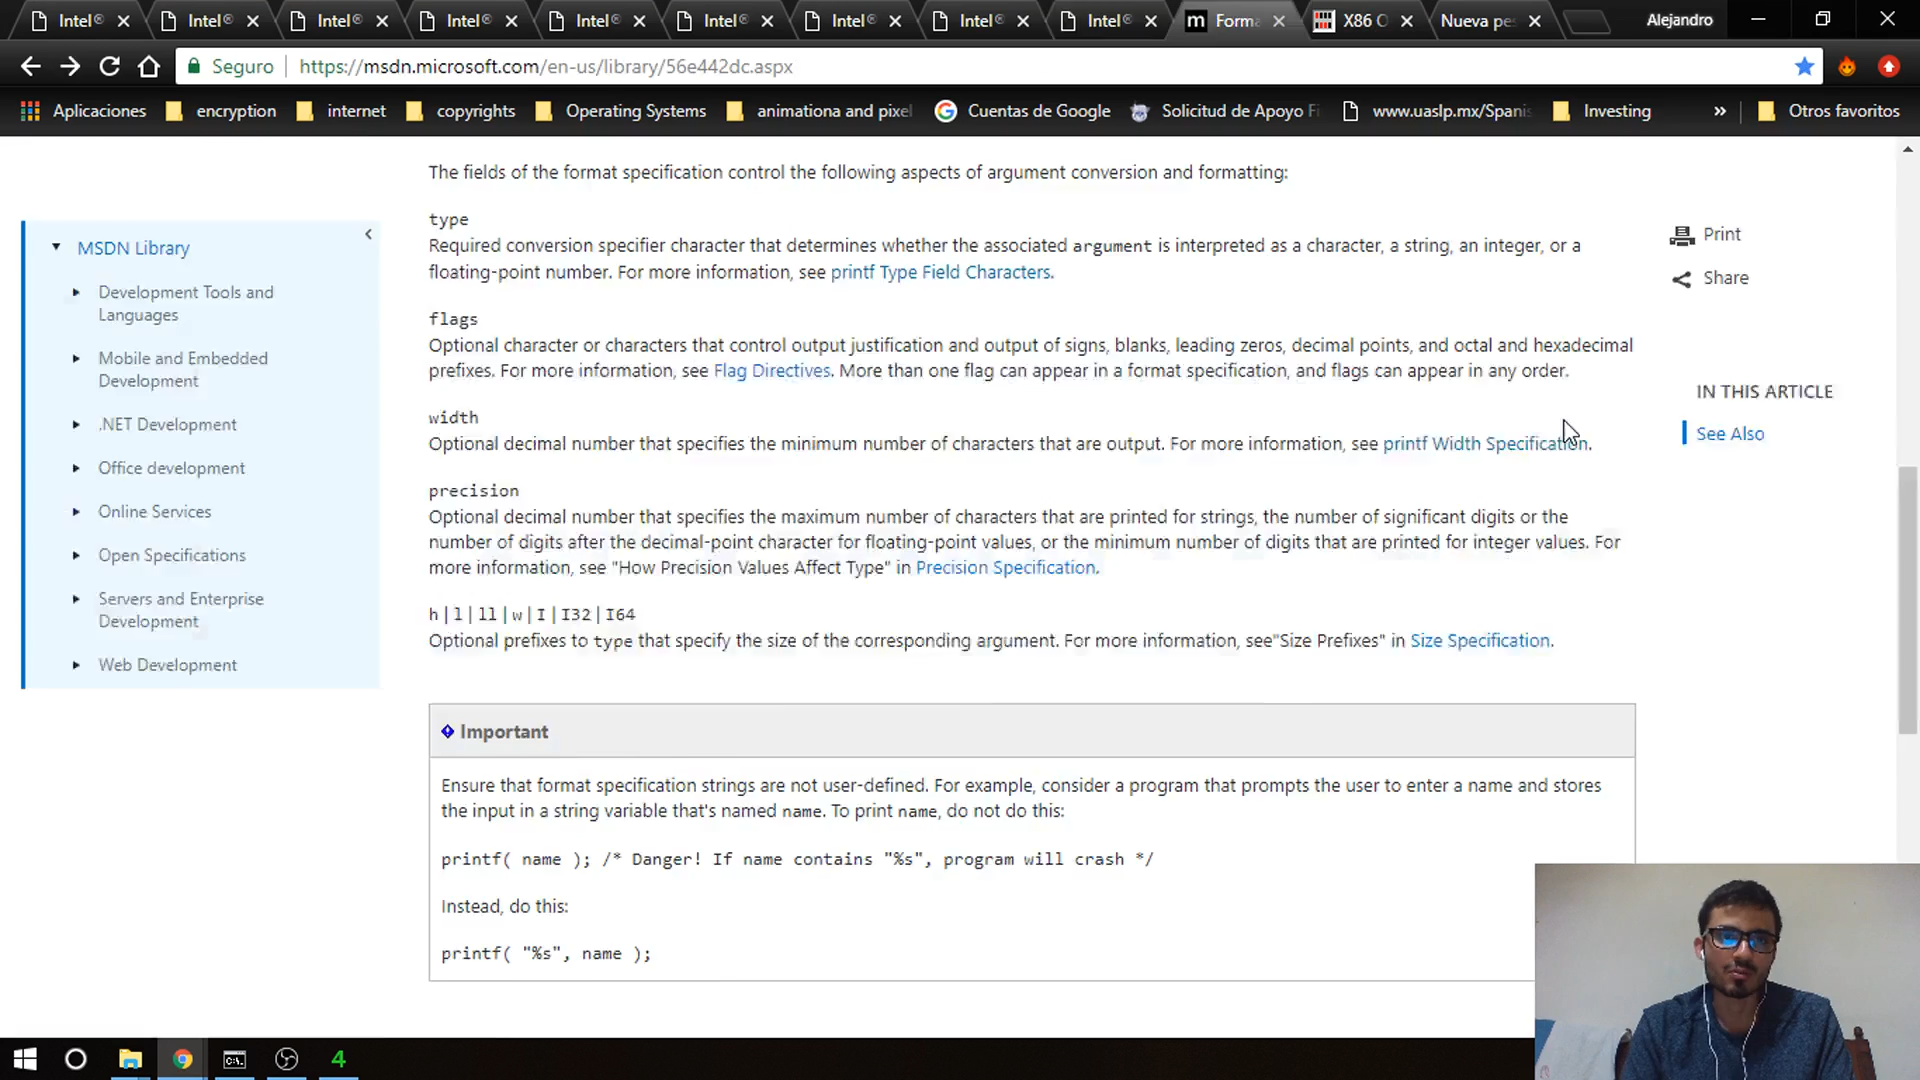 Intel® Intel® Intel® Intel® Intel® Intel® Intel® Intel® Intel® Forma X86 O Nueva pes Alejandro
Seguro https://msdn.microsoft.com/en-us/library/56e442dc.aspx
Aplicaciones encryption internet copyrights Operating Systems animationa and pixel Cuentas de Google Solicitud de Apoyo Fi www.uaslp.mx/Spanis Investing » Otros favoritos
The fields of the format specification control the following aspects of argument conversion and formatting:
type
Required conversion specifier character that determines whether the associated argument is interpreted as a character, a string, an integer, or a
floating-point number. For more information, see printf Type Field Characters.
flags
Optional character or characters that control output justification and output of signs, blanks, leading zeros, decimal points, and octal and hexadecimal
prefixes. For more information, see Flag Directives. More than one flag can appear in a format specification, and flags can appear in any order.
width
Optional decimal number that specifies the minimum number of characters that are output. For more information, see printf Width Specification.
precision
Optional decimal number that specifies the maximum number of characters that are printed for strings, the number of significant digits or the
number of digits after the decimal-point character for floating-point values, or the minimum number of digits that are printed for integer values. For
more information, see "How Precision Values Affect Type" in Precision Specification.
h | l | ll | w | I | I32 | I64
Optional prefixes to type that specify the size of the corresponding argument. For more information, see"Size Prefixes" in Size Specification.
Important
Ensure that format specification strings are not user-defined. For example, consider a program that prompts the user to enter a name and stores
the input in a string variable that's named name. To print name, do not do this:
printf( name ); /* Danger! If name contains "%s", program will crash */
Instead, do this:
printf( "%s", name );
MSDN Library
Development Tools and
Languages
Mobile and Embedded
Development
.NET Development
Office development
Online Services
Open Specifications
Servers and Enterprise
Development
Web Development
Print
Share
IN THIS ARTICLE
See Also
4